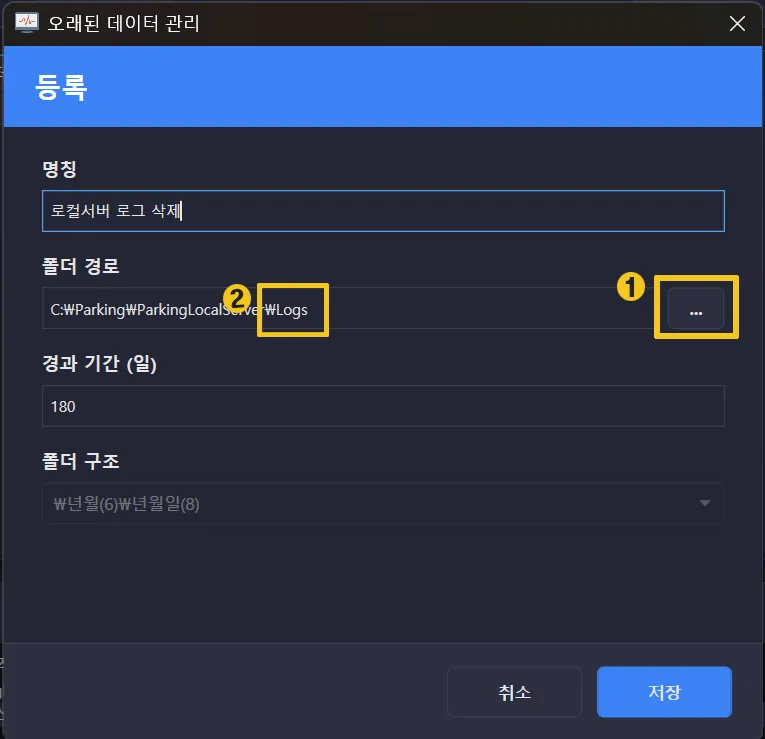 오래된 데이터 관리
등록
명칭
로컬서버 로그 삭제
폴더 경로
C:₩Parking₩ParkingLocalServer₩Logs
2
1
...
경과 기간 (일)
180
폴더 구조
₩년월(6)₩년월일(8)
취소
저장